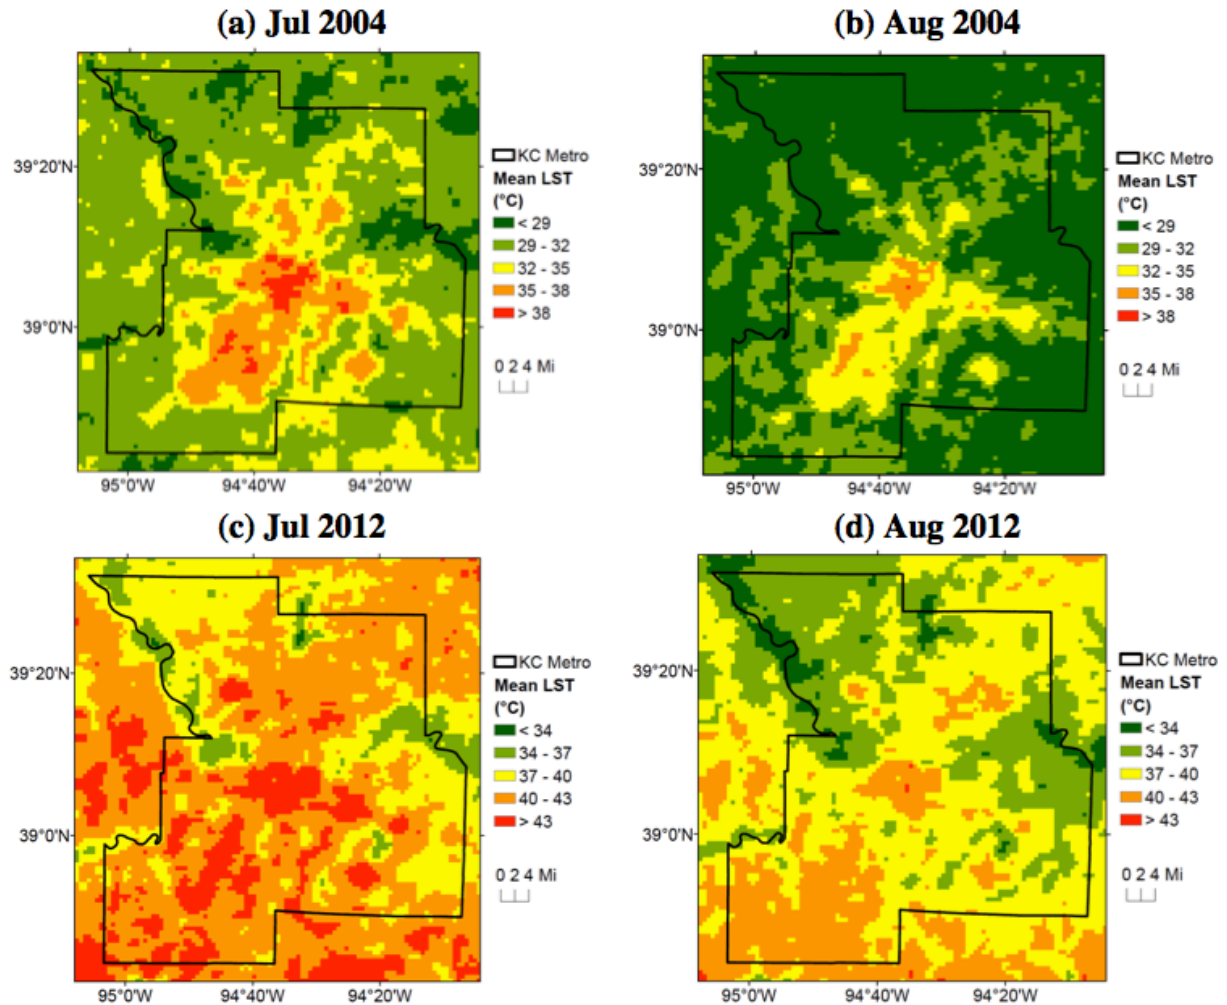 (a) Jul 2004
39°20'N
39°0'N
95°0'W 94°40'W 94°20'W
KC Metro
Mean LST
(°C)
< 29
29 - 32
32 - 35
35 - 38
> 38
0 2 4 Mi
(b) Aug 2004
39°20'N
39°0'N
95°0'W 94°40'W 94°20'W
KC Metro
Mean LST
(°C)
< 29
29 - 32
32 - 35
35 - 38
> 38
0 2 4 Mi
(c) Jul 2012
39°20'N
39°0'N
95°0'W 94°40'W 94°20'W
KC Metro
Mean LST
(°C)
< 34
34 - 37
37 - 40
40 - 43
> 43
0 2 4 Mi
(d) Aug 2012
39°20'N
39°0'N
95°0'W 94°40'W 94°20'W
KC Metro
Mean LST
(°C)
< 34
34 - 37
37 - 40
40 - 43
> 43
0 2 4 Mi